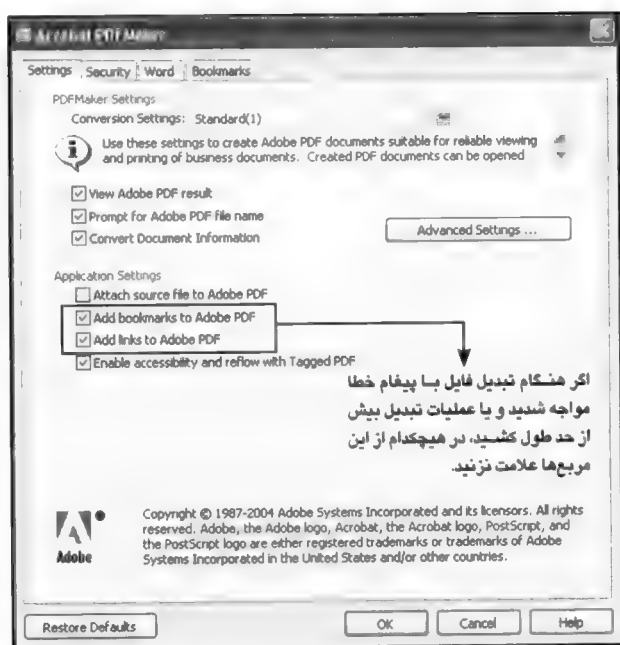 Acrobat PDFMaker
Settings Security Word Bookmarks
PDFMaker Settings
Conversion Settings: Standard(1)
Use these settings to create Adobe PDF documents suitable for reliable viewing
and printing of business documents. Created PDF documents can be opened
View Adobe PDF result
Prompt for Adobe PDF file name
Convert Document Information
Advanced Settings ...
Application Settings
Attach source file to Adobe PDF
Add bookmarks to Adobe PDF
Add links to Adobe PDF
Enable accessibility and reflow with Tagged PDF
اگر هنگام تبدیل فایل با پیغام خطا
مواجه شدید و یا عملیات تبدیل بیش
از حد طول کشید، در هیچکدام از این
مربع‌ها علامت نزنید.
Adobe
Copyright © 1987-2004 Adobe Systems Incorporated and its licensors. All rights
reserved. Adobe, the Adobe logo, Acrobat, the Acrobat logo, PostScript, and
the PostScript logo are either registered trademarks or trademarks of Adobe
Systems Incorporated in the United States and/or other countries.
Restore Defaults OK Cancel Help